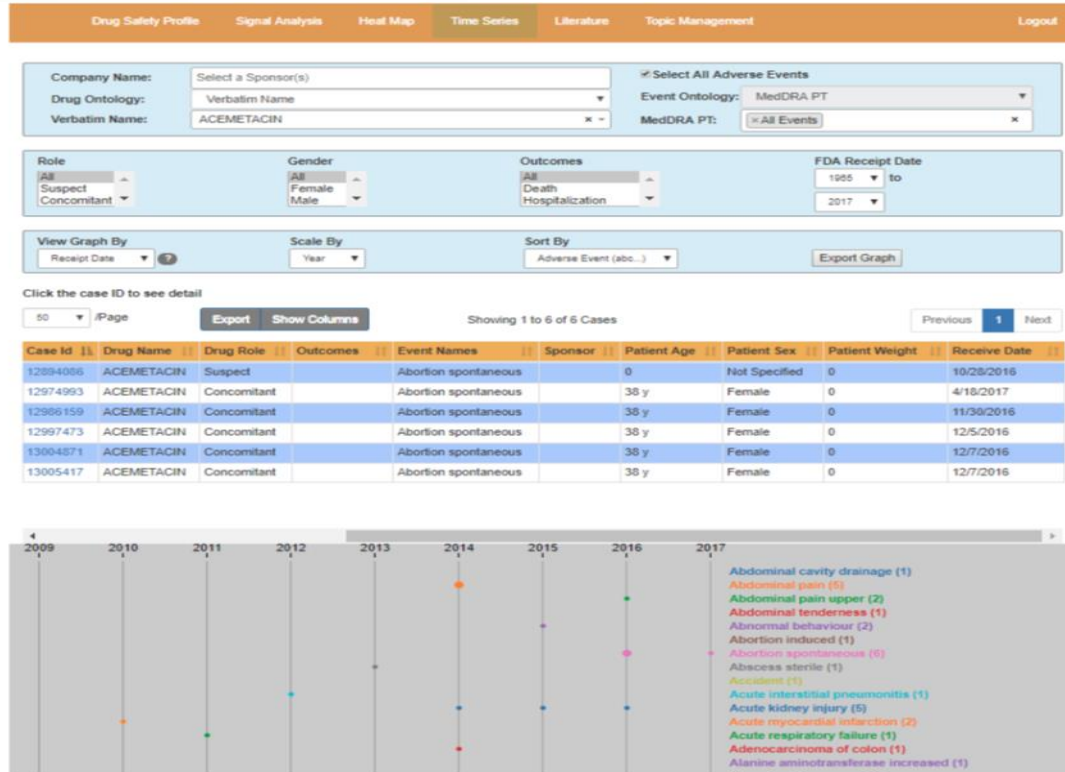 Drug Safety Profile Signal Analysis Heat Map Time Series Literature Topic Management Logout
Company Name: Select a Sponsor(s) Select All Adverse Events
Drug Ontology: Verbatim Name Event Ontology: MedDRA PT
Verbatim Name: ACEMETACIN × MedDRA PT: × All Events ×
Role Gender Outcomes FDA Receipt Date
All All All 1965 to
Suspect Female Death
Concomitant Male Hospitalization 2017
View Graph By Scale By Sort By
Receipt Date ? Year Adverse Event (abc...) Export Graph
Click the case ID to see detail
50 /Page Export Show Columns Showing 1 to 6 of 6 Cases Previous 1 Next
Case Id Drug Name Drug Role Outcomes Event Names Sponsor Patient Age Patient Sex Patient Weight Receive Date
12894086 ACEMETACIN Suspect Abortion spontaneous 0 Not Specified 0 10/28/2016
12974993 ACEMETACIN Concomitant Abortion spontaneous 38 y Female 0 4/18/2017
12986159 ACEMETACIN Concomitant Abortion spontaneous 38 y Female 0 11/30/2016
12997473 ACEMETACIN Concomitant Abortion spontaneous 38 y Female 0 12/5/2016
13004871 ACEMETACIN Concomitant Abortion spontaneous 38 y Female 0 12/7/2016
13005417 ACEMETACIN Concomitant Abortion spontaneous 38 y Female 0 12/7/2016
2009 2010 2011 2012 2013 2014 2015 2016 2017
Abdominal cavity drainage (1)
Abdominal pain (5)
Abdominal pain upper (2)
Abdominal tenderness (1)
Abnormal behaviour (2)
Abortion induced (1)
Abortion spontaneous (6)
Abscess sterile (1)
Accident (1)
Acute interstitial pneumonitis (1)
Acute kidney injury (5)
Acute myocardial infarction (2)
Acute respiratory failure (1)
Adenocarcinoma of colon (1)
Alanine aminotransferase increased (1)